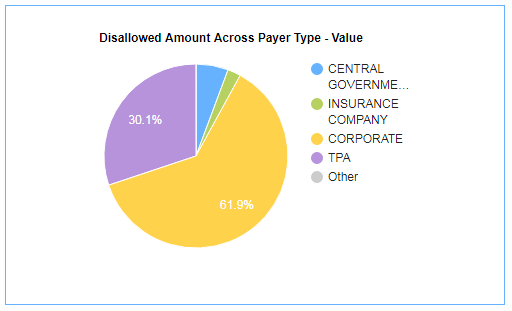 Disallowed Amount Across Payer Type - Value
CENTRAL
GOVERNME...
INSURANCE
COMPANY
CORPORATE
TPA
Other
30.1%
61.9%